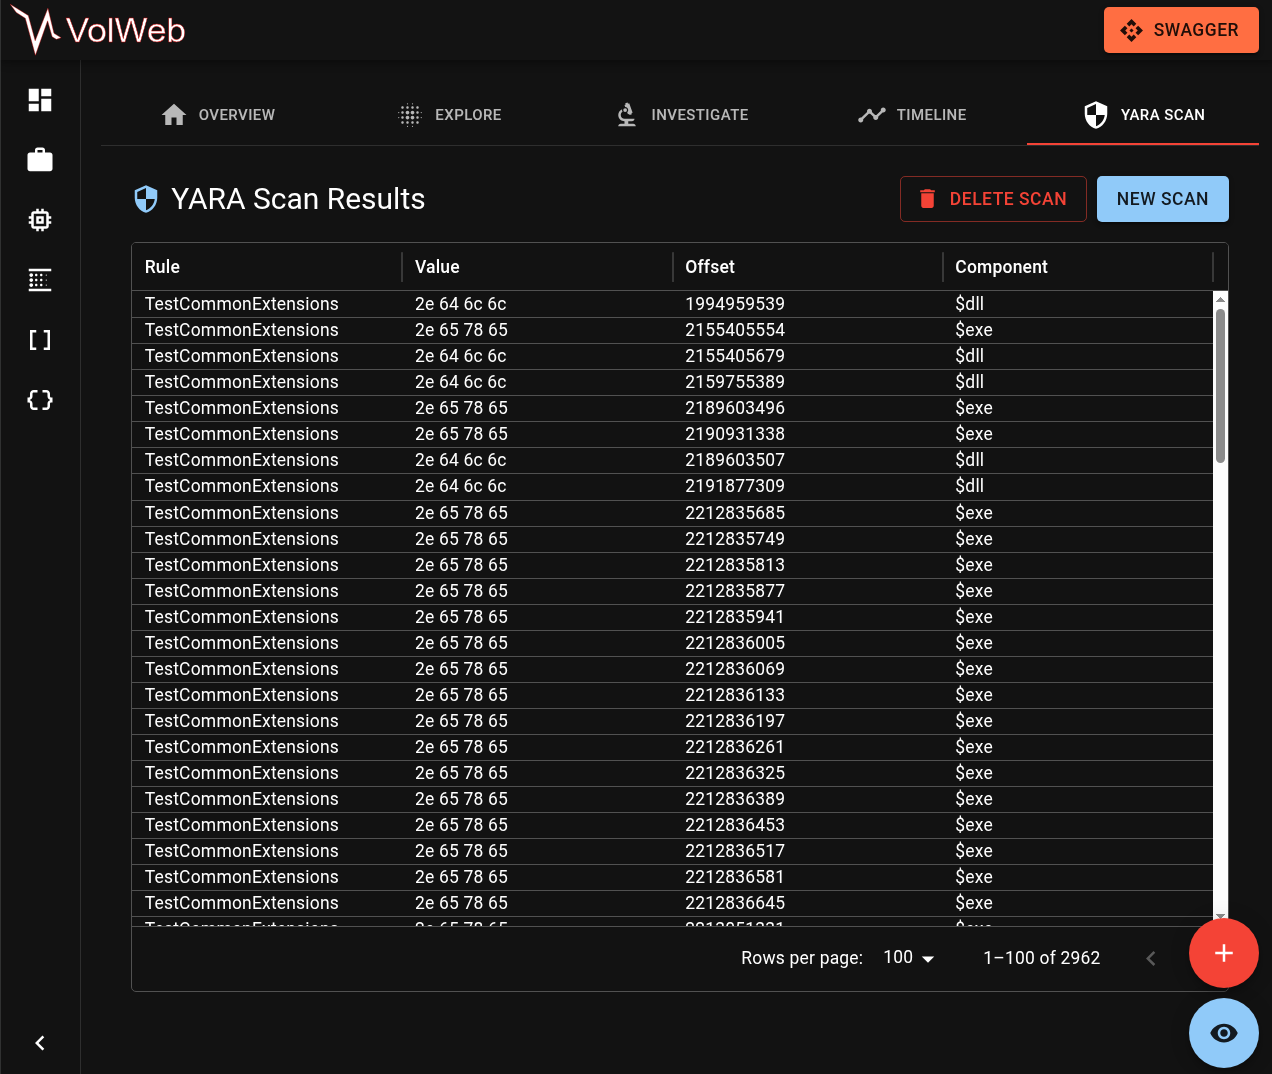 VolWeb
SWAGGER
OVERVIEW
EXPLORE
INVESTIGATE
TIMELINE
YARA SCAN
YARA Scan Results
DELETE SCAN
NEW SCAN
Rule Value Offset Component
TestCommonExtensions 2e 64 6c 6c 1994959539 $dll
TestCommonExtensions 2e 65 78 65 2155405554 $exe
TestCommonExtensions 2e 64 6c 6c 2155405679 $dll
TestCommonExtensions 2e 64 6c 6c 2159755389 $dll
TestCommonExtensions 2e 65 78 65 2189603496 $exe
TestCommonExtensions 2e 65 78 65 2190931338 $exe
TestCommonExtensions 2e 64 6c 6c 2189603507 $dll
TestCommonExtensions 2e 64 6c 6c 2191877309 $dll
TestCommonExtensions 2e 65 78 65 2212835685 $exe
TestCommonExtensions 2e 65 78 65 2212835749 $exe
TestCommonExtensions 2e 65 78 65 2212835813 $exe
TestCommonExtensions 2e 65 78 65 2212835877 $exe
TestCommonExtensions 2e 65 78 65 2212835941 $exe
TestCommonExtensions 2e 65 78 65 2212836005 $exe
TestCommonExtensions 2e 65 78 65 2212836069 $exe
TestCommonExtensions 2e 65 78 65 2212836133 $exe
TestCommonExtensions 2e 65 78 65 2212836197 $exe
TestCommonExtensions 2e 65 78 65 2212836261 $exe
TestCommonExtensions 2e 65 78 65 2212836325 $exe
TestCommonExtensions 2e 65 78 65 2212836389 $exe
TestCommonExtensions 2e 65 78 65 2212836453 $exe
TestCommonExtensions 2e 65 78 65 2212836517 $exe
TestCommonExtensions 2e 65 78 65 2212836581 $exe
TestCommonExtensions 2e 65 78 65 2212836645 $exe
Rows per page: 100 1–100 of 2962